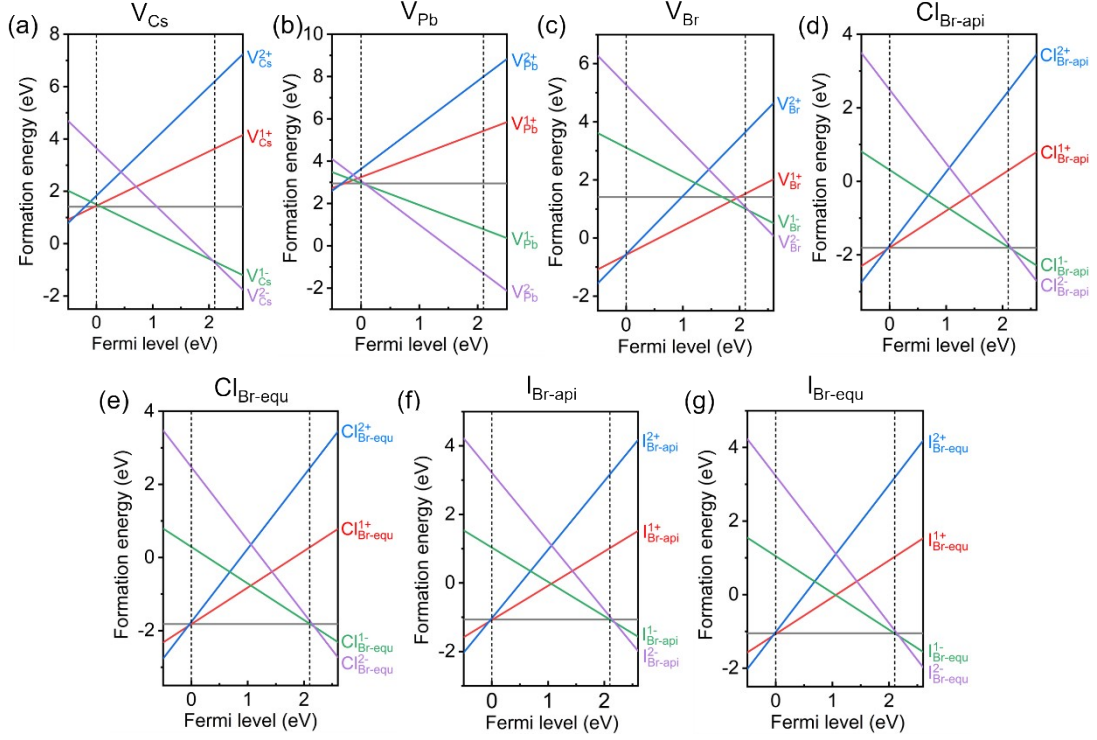 (a) V_Cs
Formation energy (eV)
8
6
4
2
0
-2
0 1 2
Fermi level (eV)
V_Cs^2+
V_Cs^1+
V_Cs^1-
V_Cs^2-
(b) V_Pb
Formation energy (eV)
10
8
6
4
2
0
-2
0 1 2
Fermi level (eV)
V_Pb^2+
V_Pb^1+
V_Pb^1-
V_Pb^2-
(c) V_Br
Formation energy (eV)
6
4
2
0
-2
0 1 2
Fermi level (eV)
V_Br^2+
V_Br^1+
V_Br^1-
V_Br^2-
(d) Cl_Br-api
Formation energy (eV)
4
2
0
-2
0 1 2
Fermi level (eV)
Cl_Br-api^2+
Cl_Br-api^1+
Cl_Br-api^1-
Cl_Br-api^2-
(e) Cl_Br-equ
Formation energy (eV)
4
2
0
-2
0 1 2
Fermi level (eV)
Cl_Br-equ^2+
Cl_Br-equ^1+
Cl_Br-equ^1-
Cl_Br-equ^2-
(f) I_Br-api
Formation energy (eV)
4
2
0
-2
0 1 2
Fermi level (eV)
I_Br-api^2+
I_Br-api^1+
I_Br-api^1-
I_Br-api^2-
(g) I_Br-equ
Formation energy (eV)
4
2
0
-2
0 1 2
Fermi level (eV)
I_Br-equ^2+
I_Br-equ^1+
I_Br-equ^1-
I_Br-equ^2-